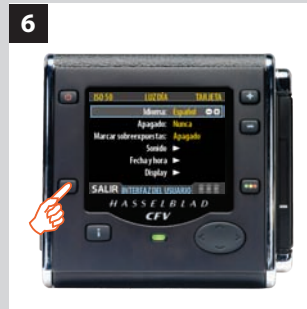 6
ISO 50 LUZ DÍA TARJETA
Idioma: Español
Apagado: Nunca
Marcar sobreexpuestas: Apagado
Sonido
Fecha y hora
Display
SALIR INTERFAZ DEL USUARIO
HASSELBLAD
CFV
i